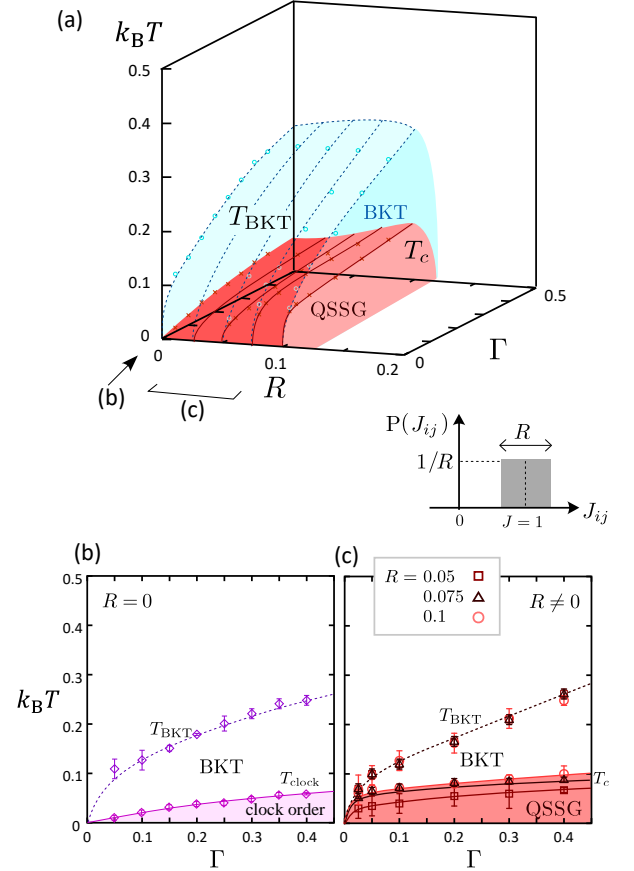 (a)
k_B T
0.5
0.4
0.3
0.2
0.1
0
T_BKT
BKT
T_c
QSSG
0
0.1
0.2
R
0
0.5
Γ
(b)
(c)
P(J_ij)
R
1/R
0
J = 1
J_ij
(b)
R = 0
0.5
0.4
0.3
0.2
0.1
0
k_B T
T_BKT
BKT
T_clock
clock order
0
0.1
0.2
0.3
0.4
Γ
(c)
R = 0.05
0.075
0.1
R ≠ 0
T_BKT
BKT
T_c
QSSG
0
0.1
0.2
0.3
0.4
Γ